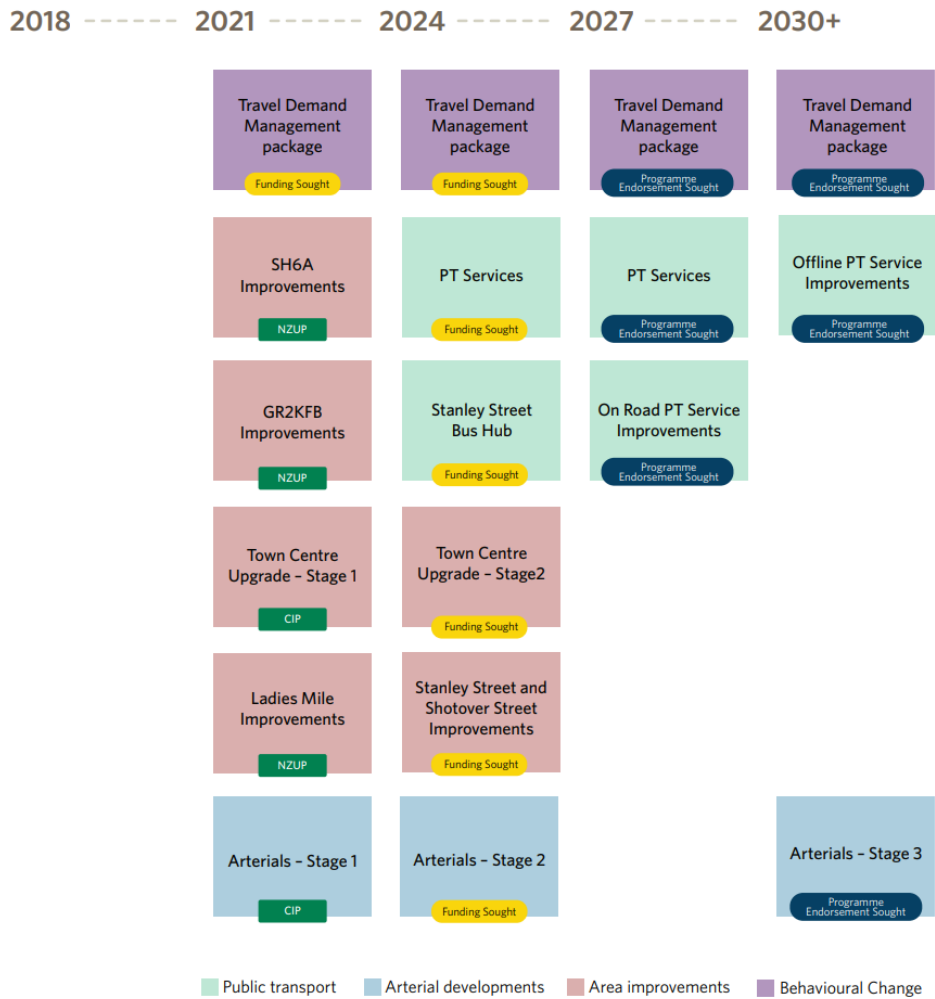 2018 2021 2024 2027 2030+
Travel Demand
Management
package
Funding Sought
Travel Demand
Management
package
Funding Sought
Travel Demand
Management
package
Programme
Endorsement Sought
Travel Demand
Management
package
Programme
Endorsement Sought
SH6A
Improvements
NZUP
PT Services
Funding Sought
PT Services
Programme
Endorsement Sought
Offline PT Service
Improvements
Programme
Endorsement Sought
GR2KFB
Improvements
NZUP
Stanley Street
Bus Hub
Funding Sought
On Road PT Service
Improvements
Programme
Endorsement Sought
Town Centre
Upgrade – Stage 1
CIP
Town Centre
Upgrade – Stage2
Funding Sought
Ladies Mile
Improvements
NZUP
Stanley Street and
Shotover Street
Improvements
Funding Sought
Arterials – Stage 1
CIP
Arterials – Stage 2
Funding Sought
Arterials – Stage 3
Programme
Endorsement Sought
Public transport Arterial developments Area improvements Behavioural Change